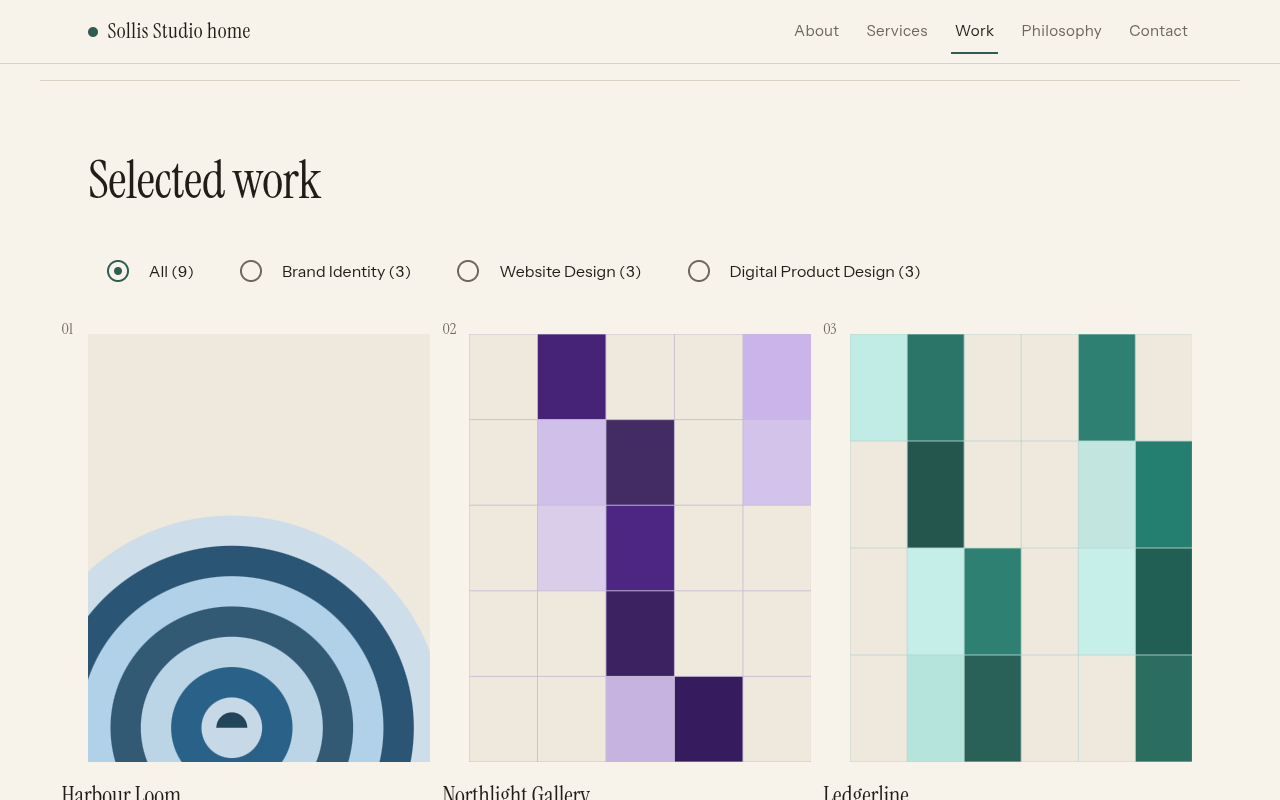 Sollis Studio home
About Services Work Philosophy Contact
Selected work
All (9) Brand Identity (3) Website Design (3) Digital Product Design (3)
01 02 03
Harbour Loom Northlight Gallery Ledgerline